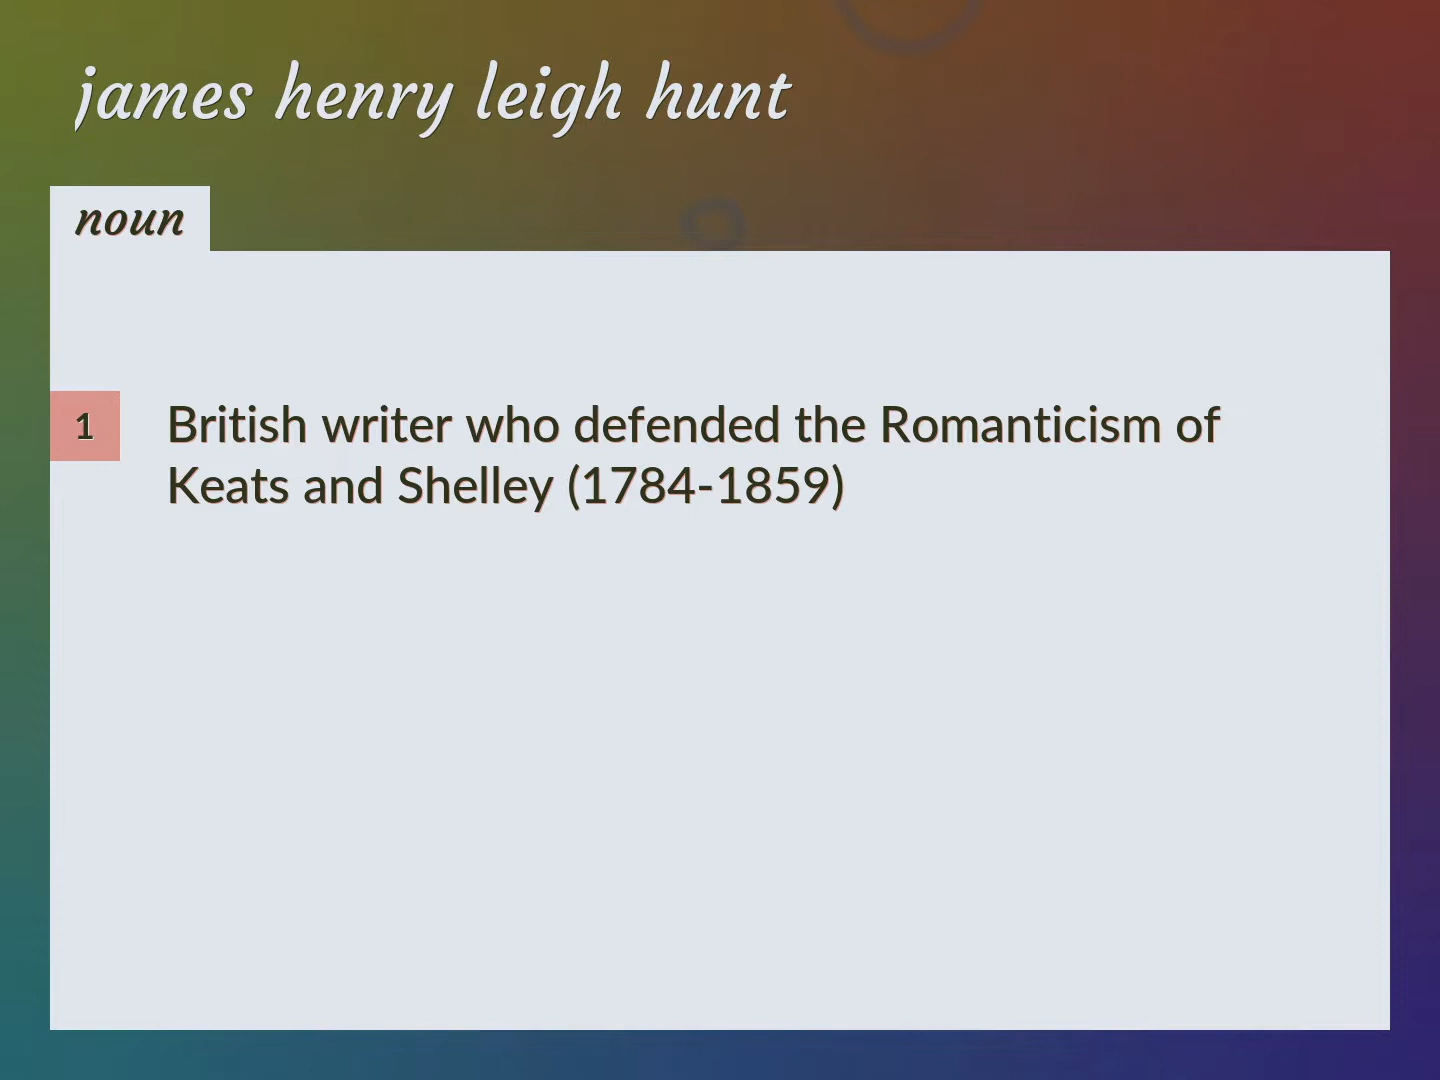 james henry leigh hunt
noun
1
British writer who defended the Romanticism of
Keats and Shelley (1784-1859)